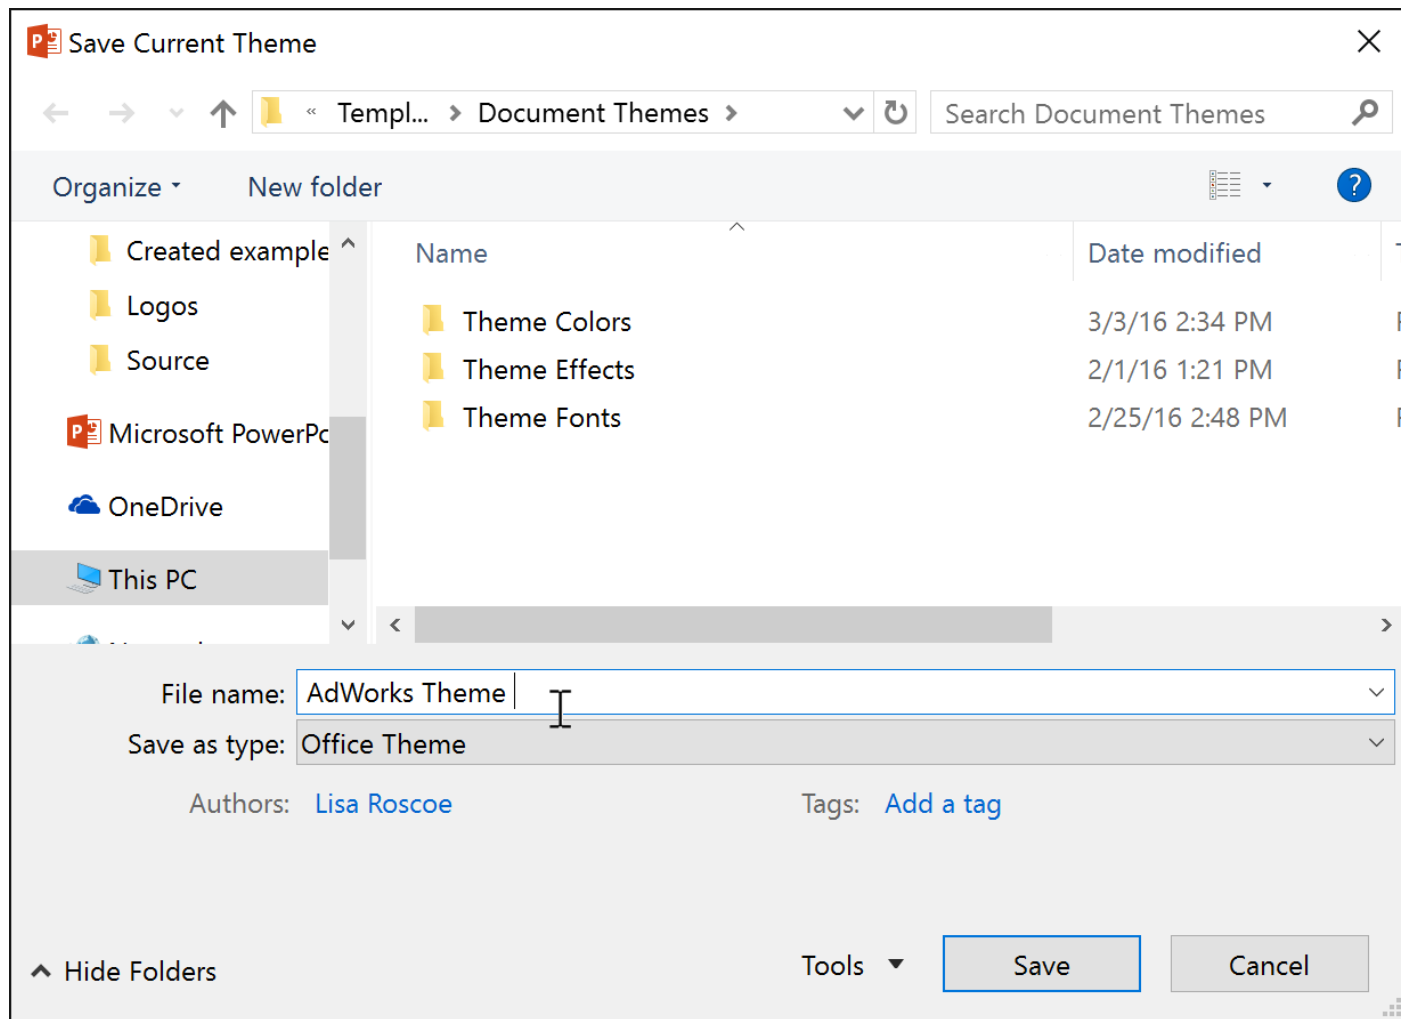 Save Current Theme
« Templ... > Document Themes >
Search Document Themes
Organize
New folder
?
Created example
Logos
Source
Microsoft PowerPo
OneDrive
This PC
Name
Date modified
Theme Colors
3/3/16 2:34 PM
Theme Effects
2/1/16 1:21 PM
Theme Fonts
2/25/16 2:48 PM
File name: AdWorks Theme
Save as type: Office Theme
Authors: Lisa Roscoe
Tags: Add a tag
Hide Folders
Tools
Save
Cancel